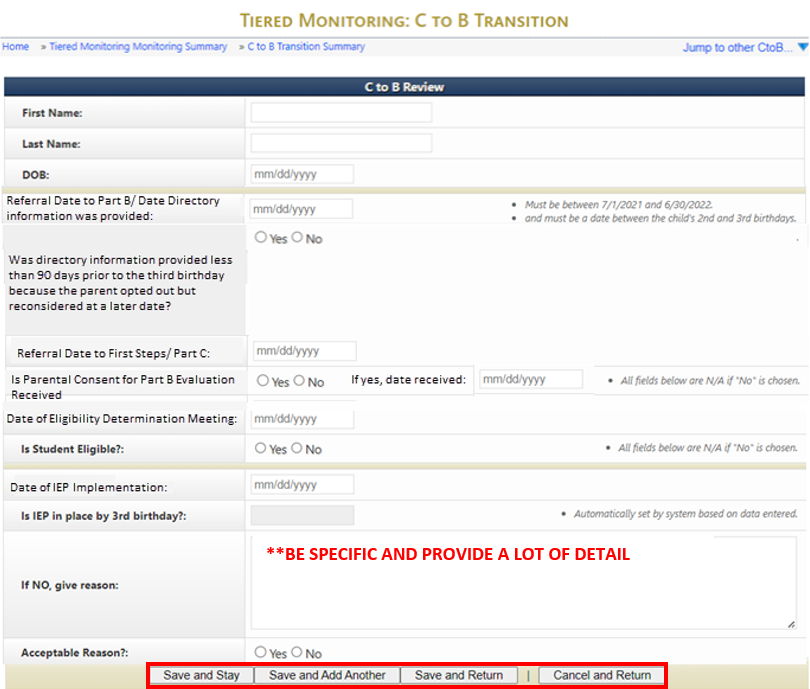 TIERED MONITORING: C TO B TRANSITION
Home » Tiered Monitoring Monitoring Summary » C to B Transition Summary Jump to other CtoB...
C to B Review
First Name:
Last Name:
DOB: mm/dd/yyyy
Referral Date to Part B/ Date Directory
information was provided:
mm/dd/yyyy
• Must be between 7/1/2021 and 6/30/2022.
• and must be a date between the child's 2nd and 3rd birthdays.
Yes No
Was directory information provided less
than 90 days prior to the third birthday
because the parent opted out but
reconsidered at a later date?
Referral Date to First Steps/ Part C: mm/dd/yyyy
Is Parental Consent for Part B Evaluation
Received
Yes No If yes, date received: mm/dd/yyyy • All fields below are N/A if "No" is chosen.
Date of Eligibility Determination Meeting: mm/dd/yyyy
Is Student Eligible?: Yes No • All fields below are N/A if "No" is chosen.
Date of IEP Implementation: mm/dd/yyyy
Is IEP in place by 3rd birthday?: • Automatically set by system based on data entered.
**BE SPECIFIC AND PROVIDE A LOT OF DETAIL
If NO, give reason:
Acceptable Reason?: Yes No
Save and Stay Save and Add Another Save and Return | Cancel and Return